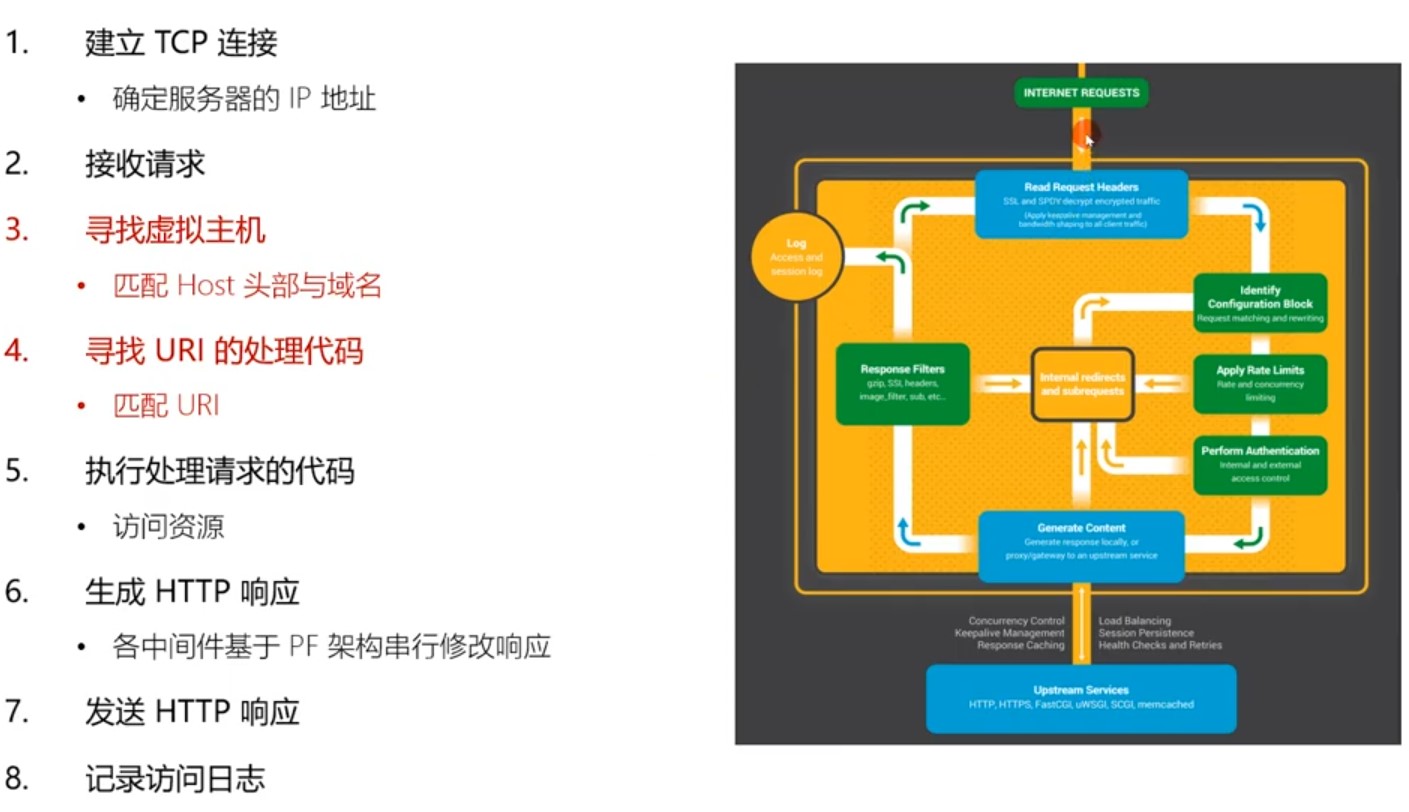 1. 建立 TCP 连接
• 确定服务器的 IP 地址
2. 接收请求
3. 寻找虚拟主机
• 匹配 Host 头部与域名
4. 寻找 URI 的处理代码
• 匹配 URI
5. 执行处理请求的代码
• 访问资源
6. 生成 HTTP 响应
• 各中间件基于 PF 架构串行修改响应
7. 发送 HTTP 响应
8. 记录访问日志
INTERNET REQUESTS
Read Request Headers
SSL and SPDY decrypt encrypted traffic
(Apply keepalive management and
bandwidth-shaping to all client traffic)
Log
Access and
session log
Identify
Configuration Block
Request matching and rewriting
Response Filters
gzip, SSI, headers,
image_filter, sub, etc...
Internal redirects
and subrequests
Apply Rate Limits
Rate and concurrency
limiting
Perform Authentication
Internal and external
access control
Generate Content
Generate response locally, or
proxy/gateway to an upstream service
Concurrency Control
Keepalive Management
Response Caching
Load Balancing
Session Persistence
Health Checks and Retries
Upstream Services
HTTP, HTTPS, FastCGI, uWSGI, SCGI, memcached